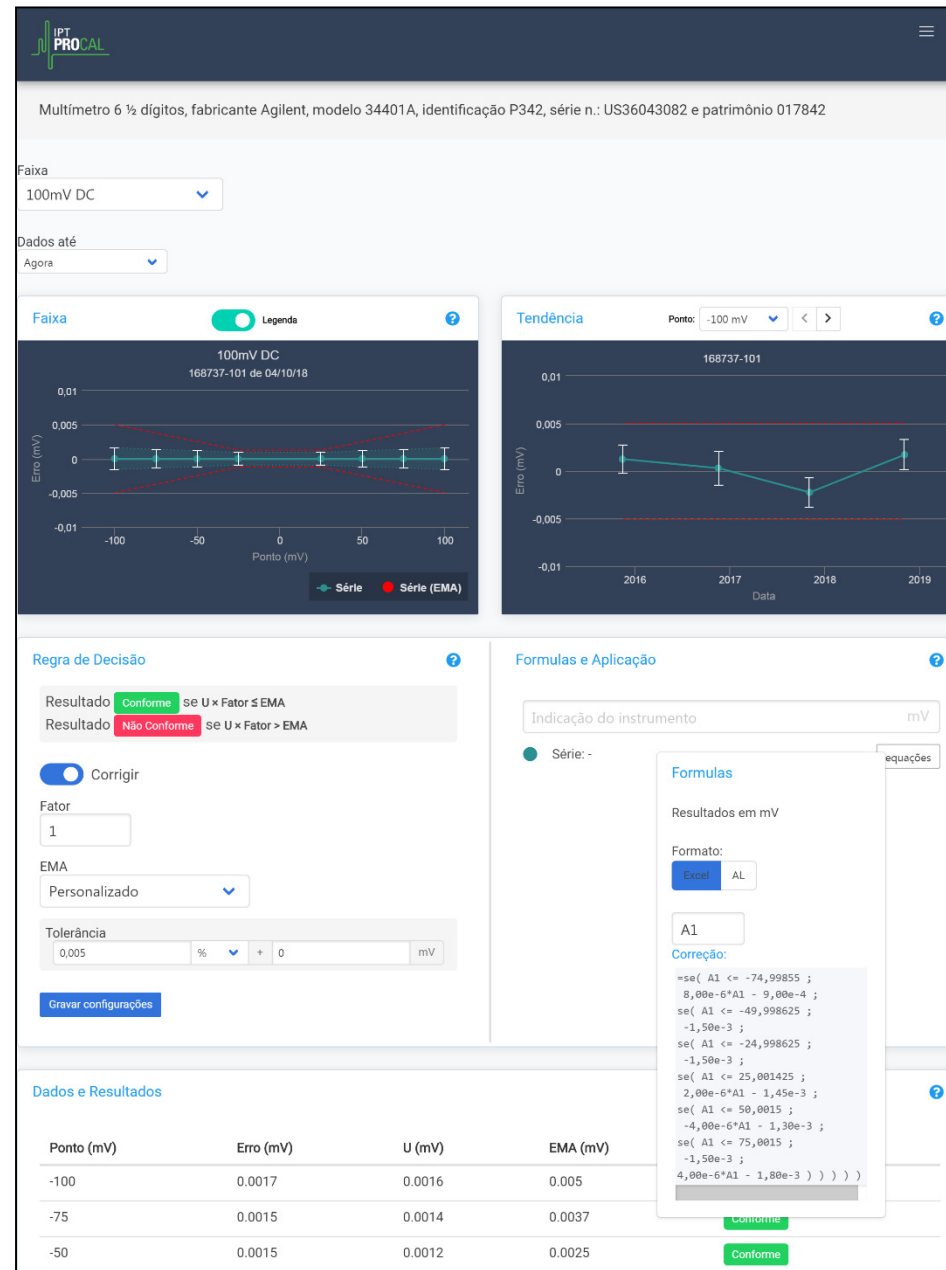 IPT
PROCAL
Multímetro 6 ½ dígitos, fabricante Agilent, modelo 34401A, identificação P342, série n.: US36043082 e patrimônio 017842
Faixa
100mV DC
Dados até
Agora
Faixa
Legenda
?
100mV DC
168737-101 de 04/10/18
0,01
0,005
0
-0,005
-0,01
Erro (mV)
-100 -50 0 50 100
Ponto (mV)
Série Série (EMA)
Tendência
Ponto: -100 mV < >
?
168737-101
0,01
0,005
0
-0,005
-0,01
Erro (mV)
2016 2017 2018 2019
Data
Regra de Decisão
?
Resultado Conforme se U × Fator ≤ EMA
Resultado Não Conforme se U × Fator > EMA
Corrigir
Fator
1
EMA
Personalizado
Tolerância
0,005 % + 0 mV
Gravar configurações
Formulas e Aplicação
?
Indicação do instrumento mV
Série: -
equações
Formulas
Resultados em mV
Formato:
Excel AL
A1
Correção:
=se( A1 <= -74,99855 ;
8,00e-6*A1 - 9,00e-4 ;
se( A1 <= -49,998625 ;
-1,50e-3 ;
se( A1 <= -24,998625 ;
-1,50e-3 ;
se( A1 <= 25,001425 ;
2,00e-6*A1 - 1,45e-3 ;
se( A1 <= 50,0015 ;
-4,00e-6*A1 - 1,30e-3 ;
se( A1 <= 75,0015 ;
-1,50e-3 ;
4,00e-6*A1 - 1,80e-3 ) ) ) ) )
Dados e Resultados
?
Ponto (mV) Erro (mV) U (mV) EMA (mV)
-100 0.0017 0.0016 0.005
-75 0.0015 0.0014 0.0037 Conforme
-50 0.0015 0.0012 0.0025 Conforme